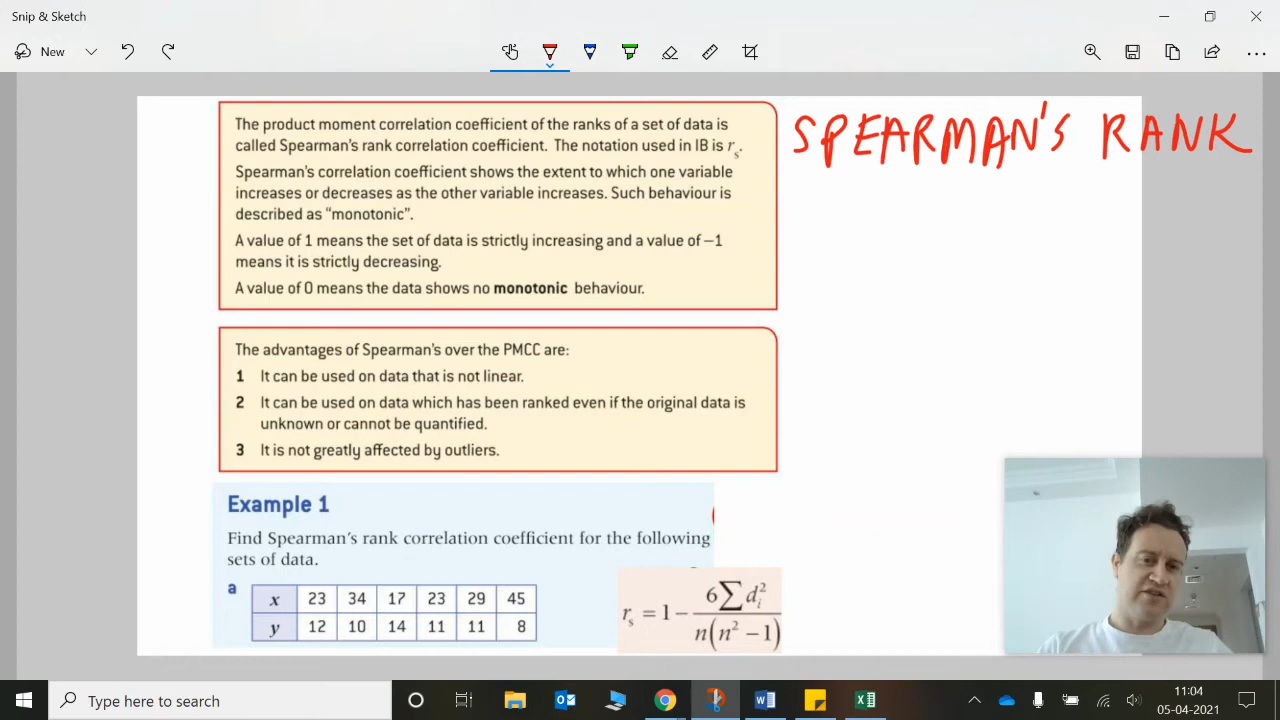 Snip & Sketch
New
The product moment correlation coefficient of the ranks of a set of data is
called Spearman's rank correlation coefficient. The notation used in IB is rₛ.
Spearman's correlation coefficient shows the extent to which one variable
increases or decreases as the other variable increases. Such behaviour is
described as “monotonic”.
A value of 1 means the set of data is strictly increasing and a value of −1
means it is strictly decreasing.
A value of 0 means the data shows no monotonic behaviour.
SPEARMAN'S RANK
The advantages of Spearman's over the PMCC are:
1 It can be used on data that is not linear.
2 It can be used on data which has been ranked even if the original data is
unknown or cannot be quantified.
3 It is not greatly affected by outliers.
Example 1
Find Spearman's rank correlation coefficient for the following
sets of data.
a
x 23 34 17 23 29 45
y 12 10 14 11 11 8
rₛ = 1 − 6∑dᵢ² / n(n² − 1)
Type here to search
11:04
05-04-2021